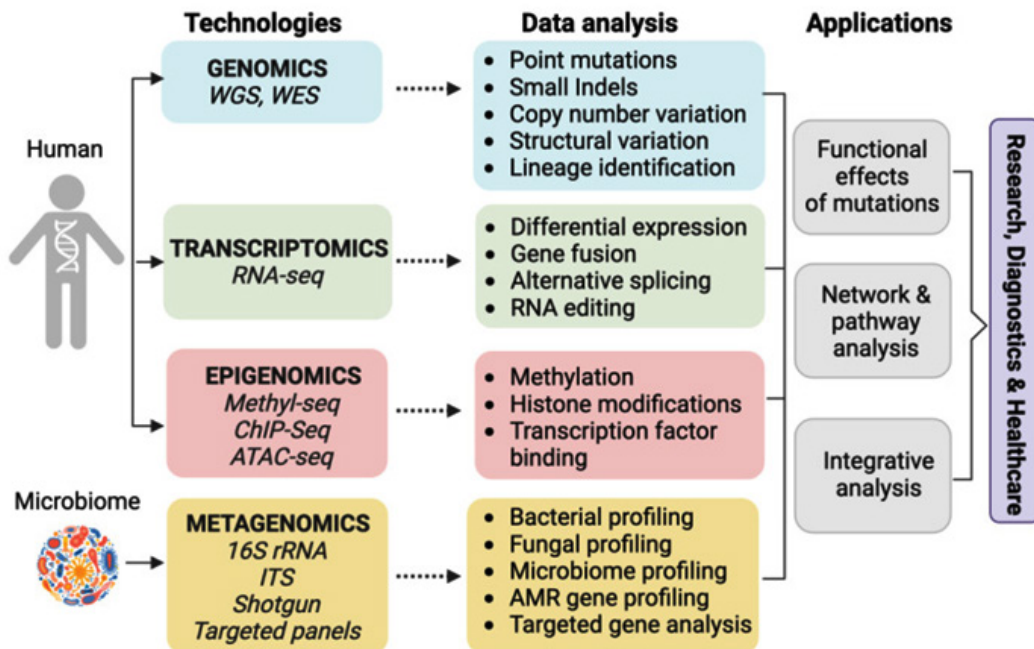 Technologies
Data analysis
Applications
Human
GENOMICS
WGS, WES
• Point mutations
• Small Indels
• Copy number variation
• Structural variation
• Lineage identification
TRANSCRIPTOMICS
RNA-seq
• Differential expression
• Gene fusion
• Alternative splicing
• RNA editing
EPIGENOMICS
Methyl-seq
ChIP-Seq
ATAC-seq
• Methylation
• Histone modifications
• Transcription factor
binding
Microbiome
METAGENOMICS
16S rRNA
ITS
Shotgun
Targeted panels
• Bacterial profiling
• Fungal profiling
• Microbiome profiling
• AMR gene profiling
• Targeted gene analysis
Functional
effects
of mutations
Network &
pathway
analysis
Integrative
analysis
Research, Diagnostics & Healthcare